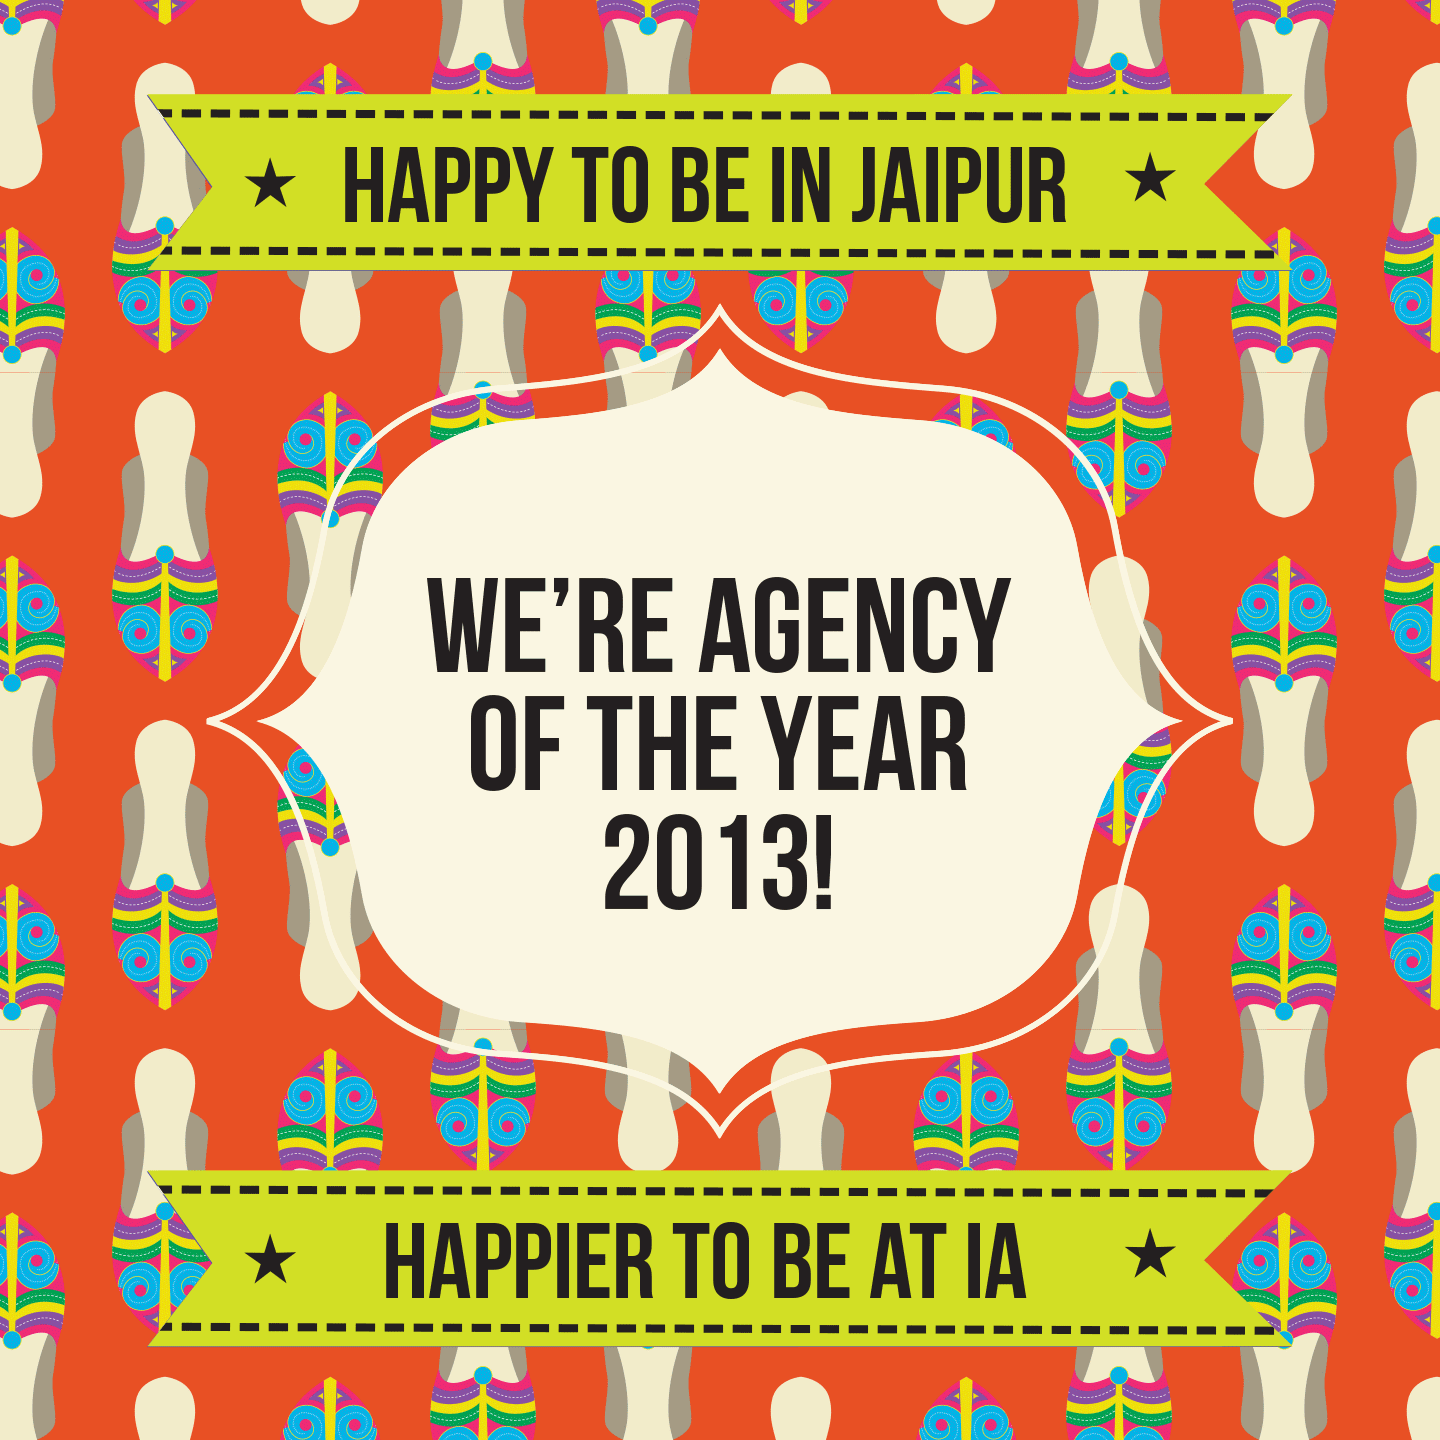 HAPPY TO BE IN JAIPUR
WE’RE AGENCY
OF THE YEAR
2013!
HAPPIER TO BE AT IA